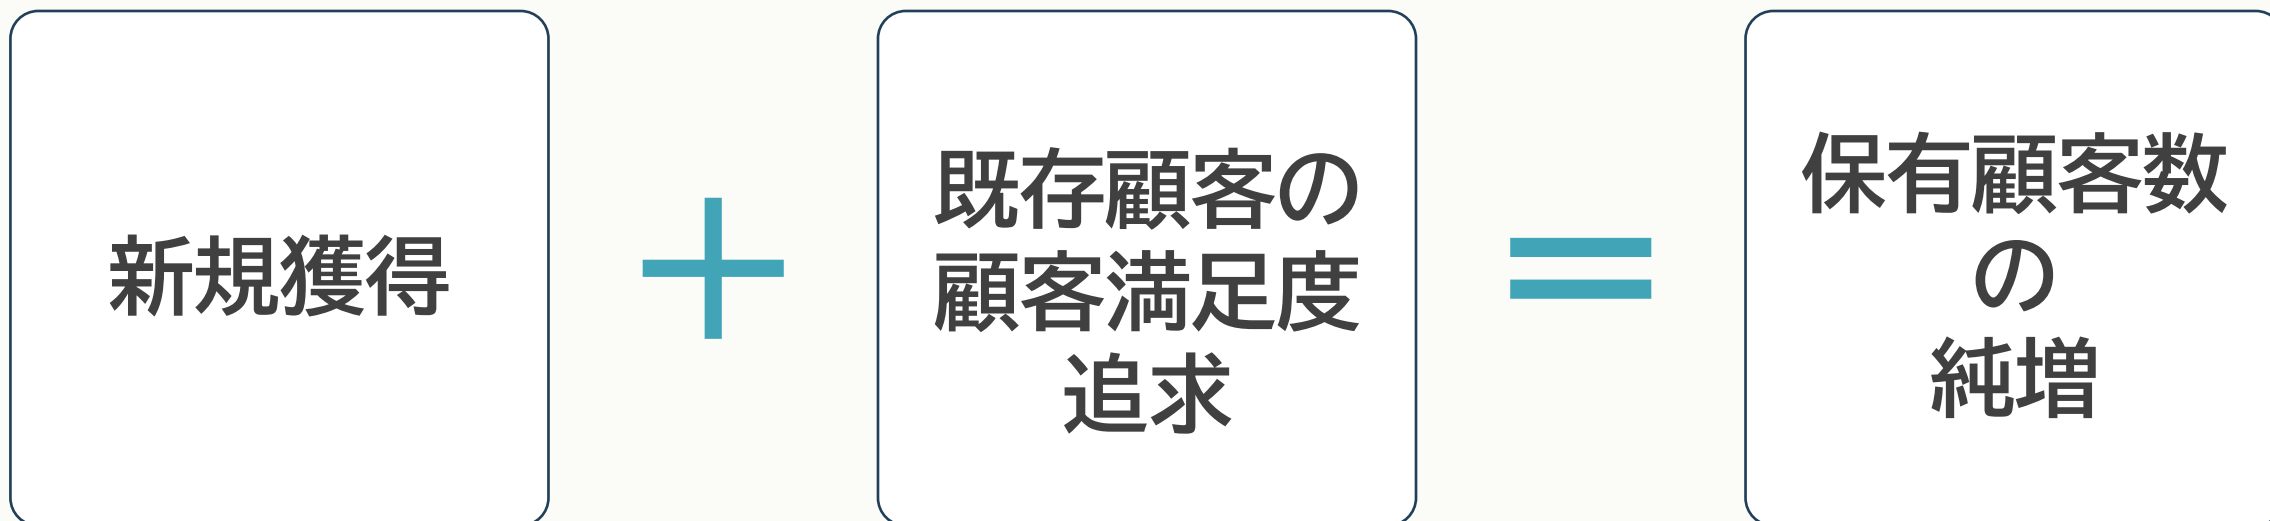 新規獲得
+
既存顧客の
顧客満足度
追求
=
保有顧客数
の
純増